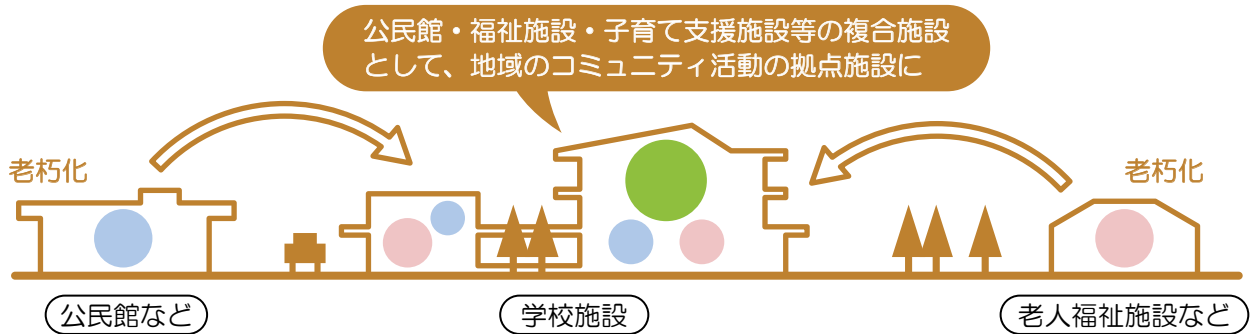 公民館・福祉施設・子育て支援施設等の複合施設
として、地域のコミュニティ活動の拠点施設に
老朽化
老朽化
公民館など
学校施設
老人福祉施設など